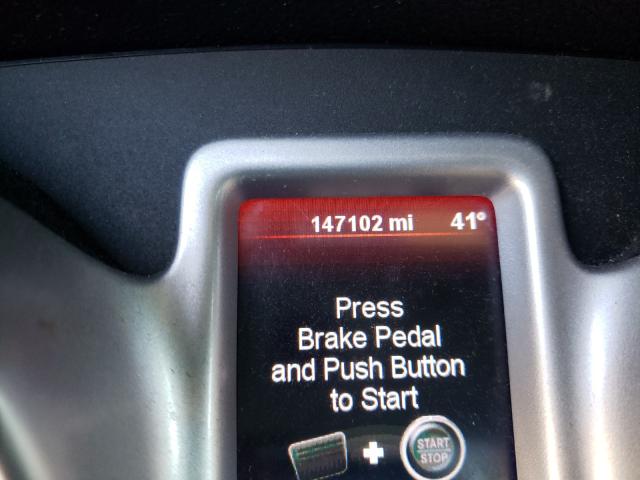 147102 mi 41°
Press
Brake Pedal
and Push Button
to Start
START
STOP